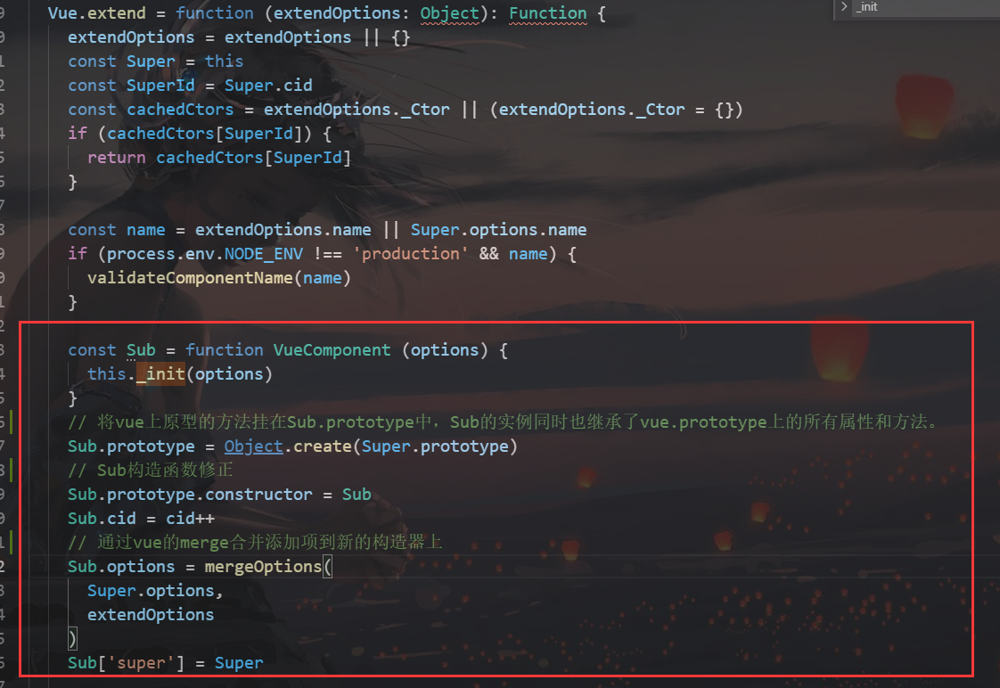 _init
Vue.extend = function (extendOptions: Object): Function {
extendOptions = extendOptions || {}
const Super = this
const SuperId = Super.cid
const cachedCtors = extendOptions._Ctor || (extendOptions._Ctor = {})
if (cachedCtors[SuperId]) {
return cachedCtors[SuperId]
}
const name = extendOptions.name || Super.options.name
if (process.env.NODE_ENV !== 'production' && name) {
validateComponentName(name)
}
const Sub = function VueComponent (options) {
this._init(options)
}
// 将vue上原型的方法挂在Sub.prototype中，Sub的实例同时也继承了vue.prototype上的所有属性和方法。
Sub.prototype = Object.create(Super.prototype)
// Sub构造函数修正
Sub.prototype.constructor = Sub
Sub.cid = cid++
// 通过vue的merge合并添加项到新的构造器上
Sub.options = mergeOptions(
Super.options,
extendOptions
)
Sub['super'] = Super